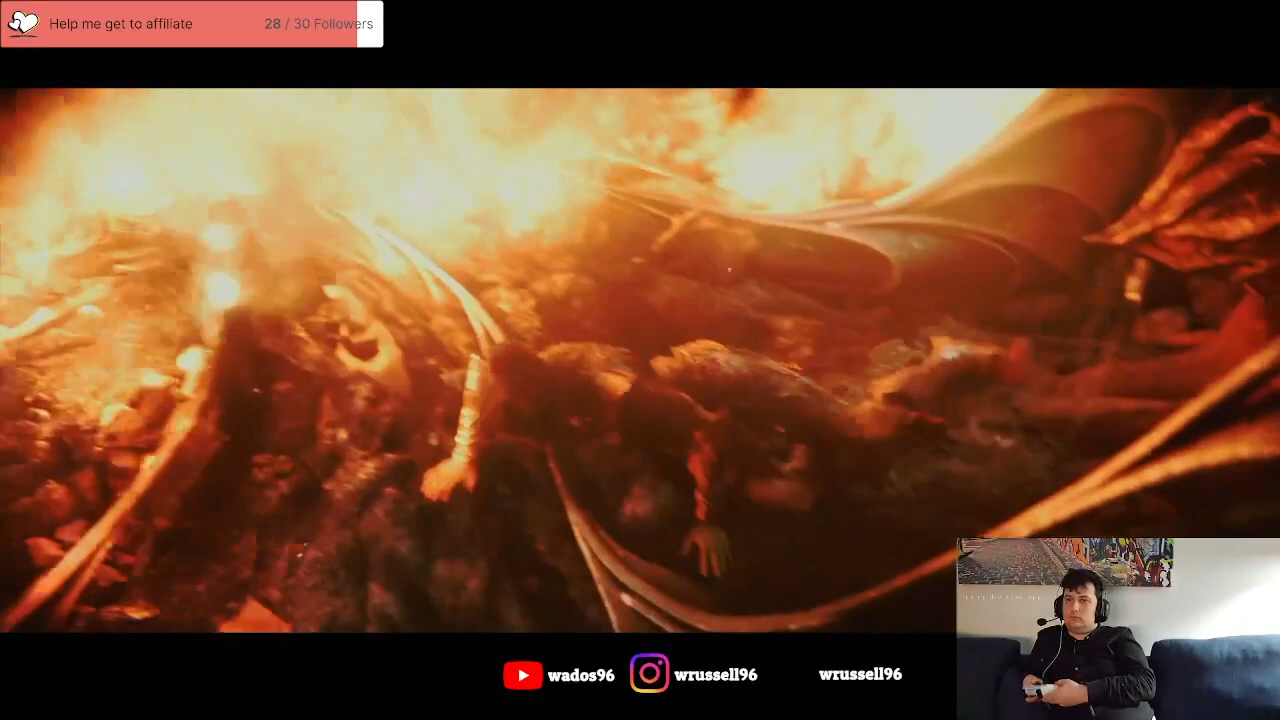 Help me get to affiliate
28 / 30 Followers
wados96
wrussell96
wrussell96